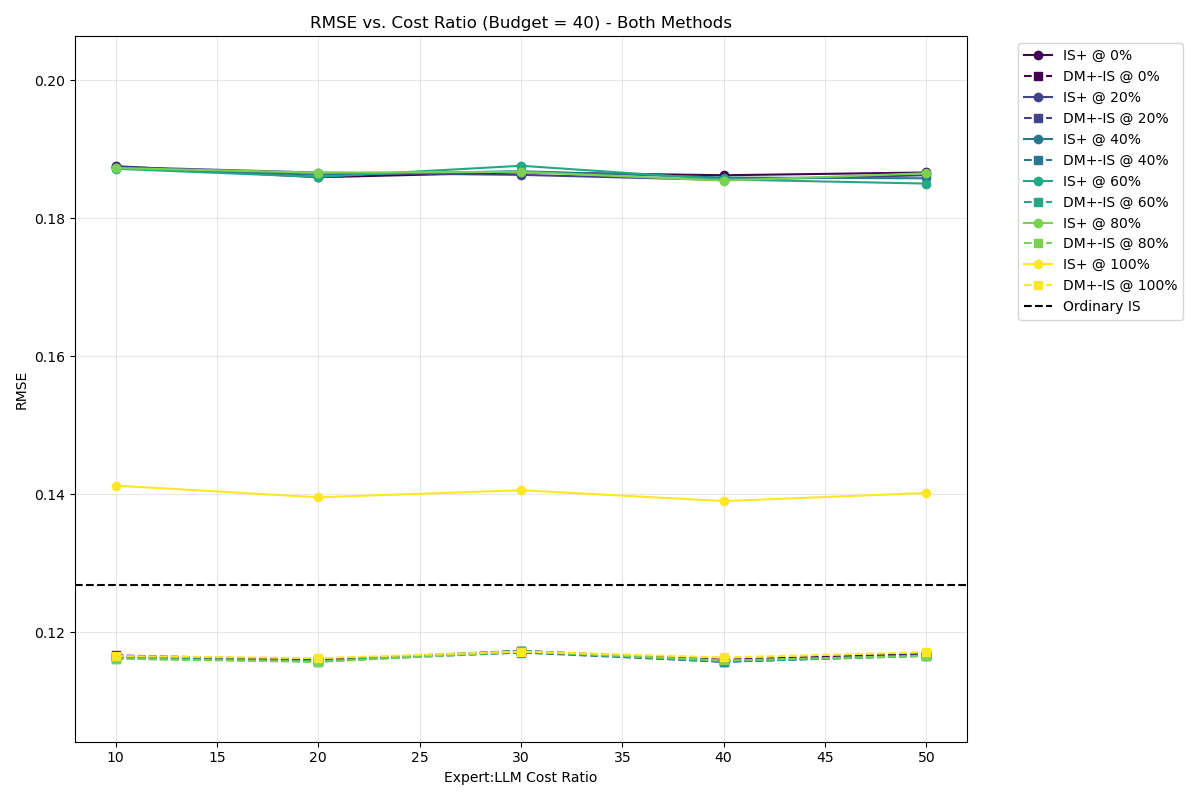 RMSE vs. Cost Ratio (Budget = 40) - Both Methods
RMSE
0.20
0.18
0.16
0.14
0.12
10
15
20
25
30
35
40
45
50
Expert:LLM Cost Ratio
IS+ @ 0%
DM+-IS @ 0%
IS+ @ 20%
DM+-IS @ 20%
IS+ @ 40%
DM+-IS @ 40%
IS+ @ 60%
DM+-IS @ 60%
IS+ @ 80%
DM+-IS @ 80%
IS+ @ 100%
DM+-IS @ 100%
Ordinary IS